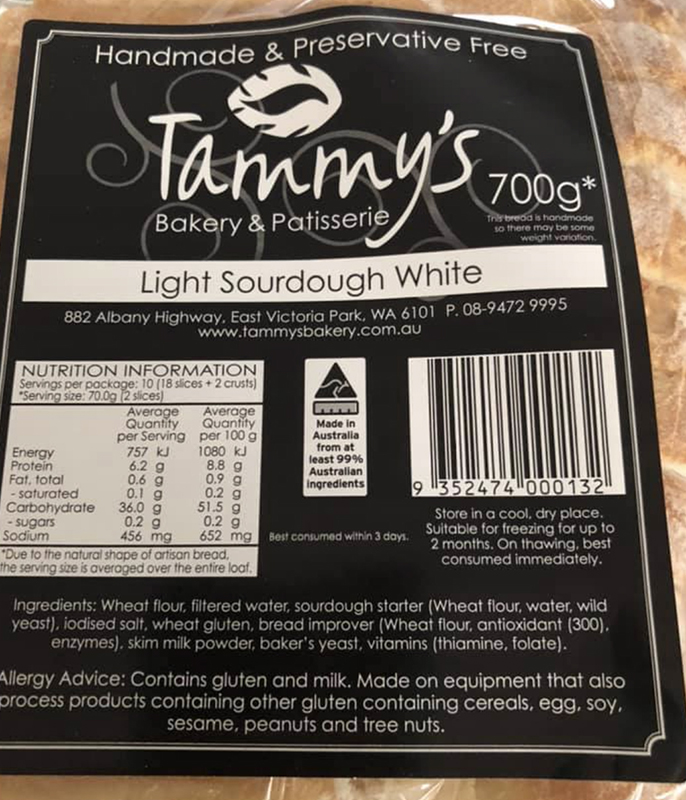 Handmade & Preservative Free
Tammy's
Bakery & Patisserie
700g*
This bread is handmade
so there may be some
weight variation.
Light Sourdough White
882 Albany Highway, East Victoria Park, WA 6101 P. 08-9472 9995
www.tammysbakery.com.au
NUTRITION INFORMATION
Servings per package: 10 (18 slices + 2 crusts)
*Serving size: 70.0g (2 slices)
Average Average
Quantity Quantity
per Serving per 100 g
Energy 757 kJ 1080 kJ
Protein 6.2 g 8.8 g
Fat, total 0.6 g 0.9 g
- saturated 0.1 g 0.2 g
Carbohydrate 36.0 g 51.5 g
- sugars 0.2 g 0.2 g
Sodium 456 mg 652 mg
*Due to the natural shape of artisan bread,
the serving size is averaged over the entire loaf.
Made in
Australia
from at
least 99%
Australian
ingredients
Best consumed within 3 days.
9 352474 000132
Store in a cool, dry place.
Suitable for freezing for up to
2 months. On thawing, best
consumed immediately.
Ingredients: Wheat flour, filtered water, sourdough starter (Wheat flour, water, wild
yeast), iodised salt, wheat gluten, bread improver (Wheat flour, antioxidant (300),
enzymes), skim milk powder, baker's yeast, vitamins (thiamine, folate).
Allergy Advice: Contains gluten and milk. Made on equipment that also
process products containing other gluten containing cereals, egg, soy,
sesame, peanuts and tree nuts.